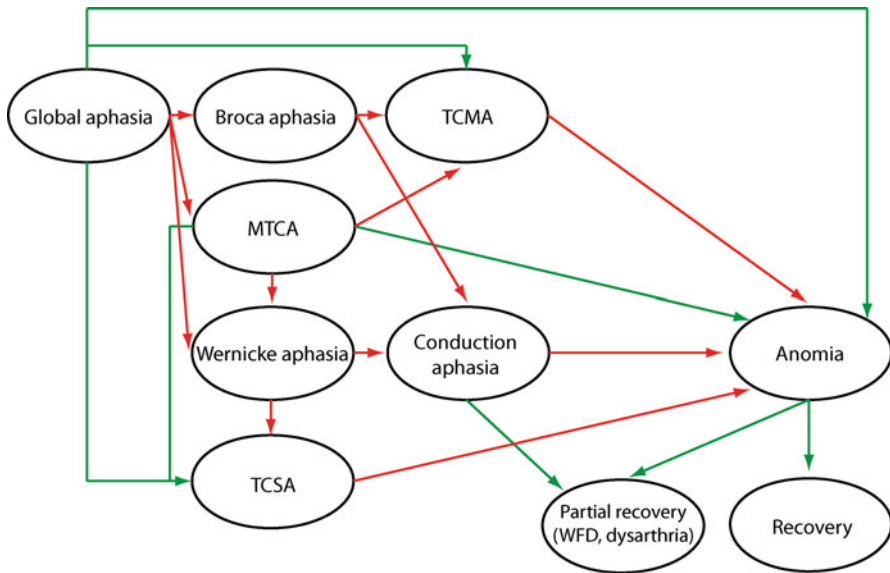 Global aphasia
Broca aphasia
TCMA
MTCA
Wernicke aphasia
Conduction
aphasia
Anomia
TCSA
Partial recovery
(WFD, dysarthria)
Recovery